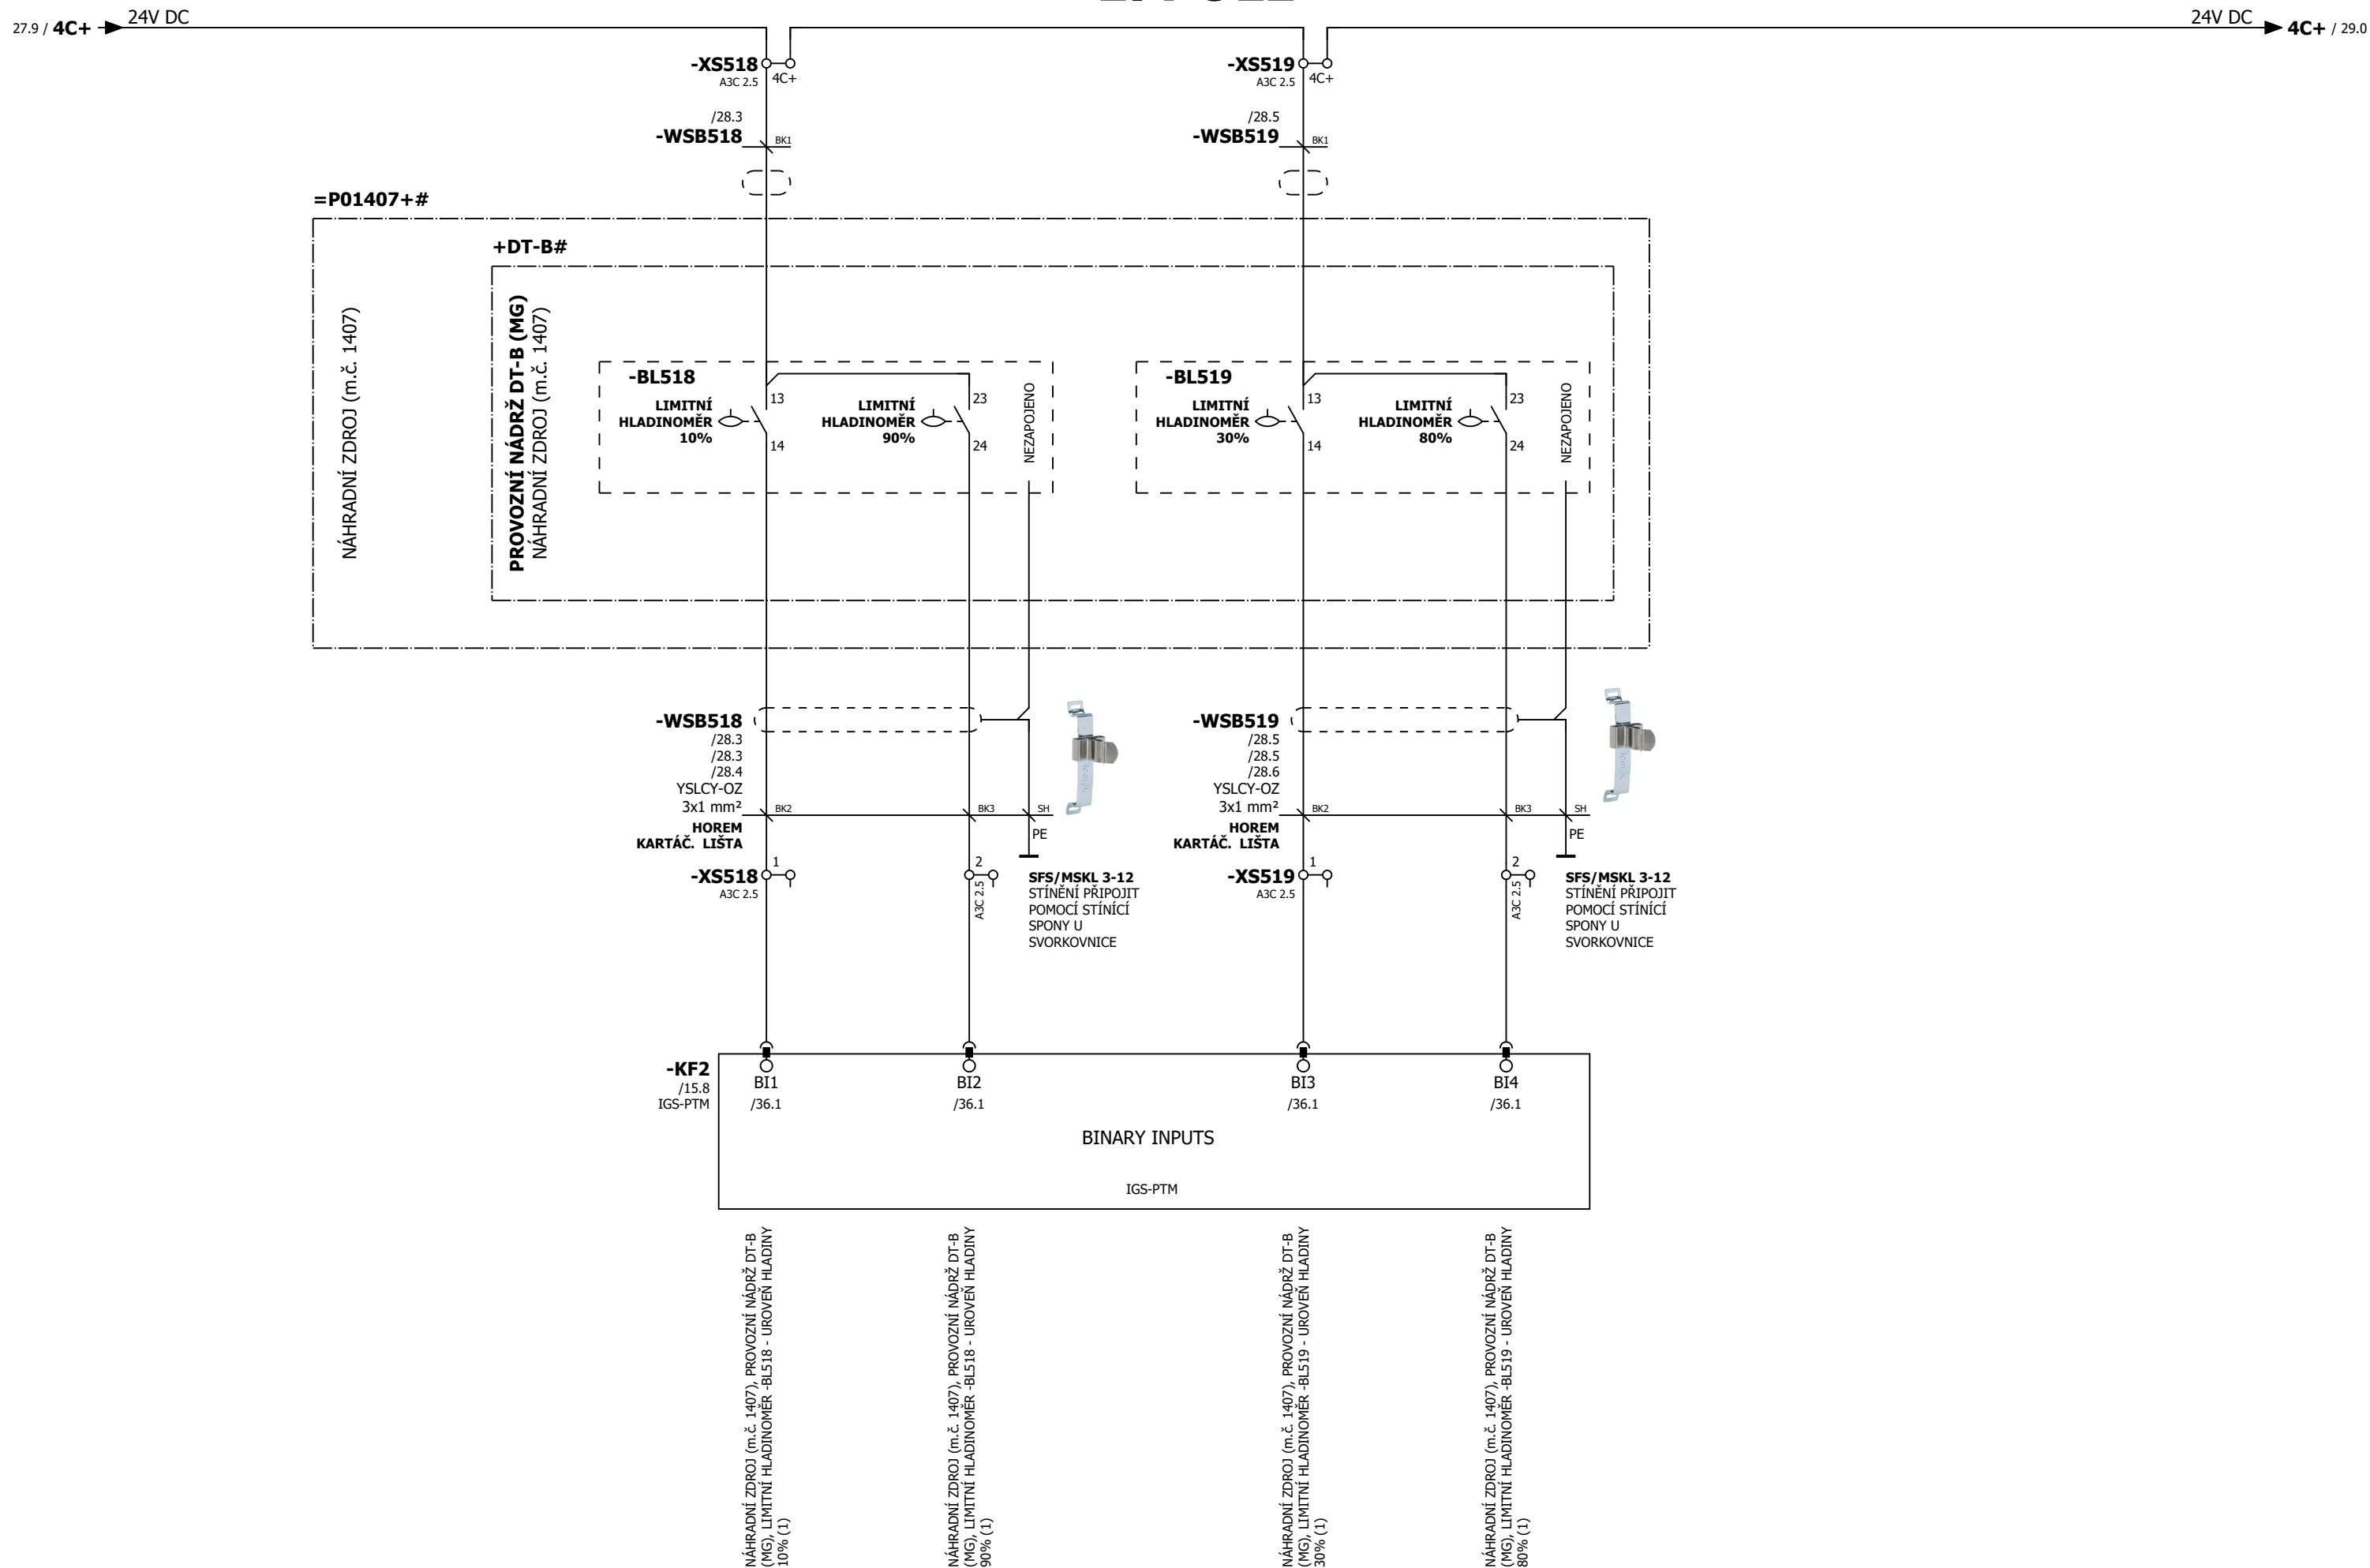 24V DC
27.9 / 4C+
24V DC
4C+ / 29.0
-XS518
A3C 2.5
4C+
-XS519
A3C 2.5
4C+
/28.3
-WSB518
BK1
/28.5
-WSB519
BK1
=P01407+#
NÁHRADNÍ ZDROJ (m.č. 1407)
+DT-B#
PROVOZNÍ NÁDRŽ DT-B (MG)
NÁHRADNÍ ZDROJ (m.č. 1407)
-BL518
LIMITNÍ
HLADINOMĚR
10%
13
14
LIMITNÍ
HLADINOMĚR
90%
23
24
NEZAPOJENO
-BL519
LIMITNÍ
HLADINOMĚR
30%
13
14
LIMITNÍ
HLADINOMĚR
80%
23
24
NEZAPOJENO
-WSB518
/28.3
/28.3
/28.4
YSLCY-OZ
3x1 mm²
HOREM
KARTÁČ. LIŠTA
BK2
BK3
SH
PE
-WSB519
/28.5
/28.5
/28.6
YSLCY-OZ
3x1 mm²
HOREM
KARTÁČ. LIŠTA
BK2
BK3
SH
PE
-XS518
A3C 2.5
1
2
A3C 2.5
SFS/MSKL 3-12
STÍNĚNÍ PŘIPOJIT
POMOCÍ STÍNÍCÍ
SPONY U
SVORKOVNICE
-XS519
A3C 2.5
1
2
A3C 2.5
SFS/MSKL 3-12
STÍNĚNÍ PŘIPOJIT
POMOCÍ STÍNÍCÍ
SPONY U
SVORKOVNICE
-KF2
/15.8
IGS-PTM
BI1
/36.1
BI2
/36.1
BI3
/36.1
BI4
/36.1
BINARY INPUTS
IGS-PTM
NÁHRADNÍ ZDROJ (m.č. 1407), PROVOZNÍ NÁDRŽ DT-B
(MG), LIMITNÍ HLADINOMĚR -BL518 - UROVEŇ HLADINY
10% (1)
NÁHRADNÍ ZDROJ (m.č. 1407), PROVOZNÍ NÁDRŽ DT-B
(MG), LIMITNÍ HLADINOMĚR -BL518 - UROVEŇ HLADINY
90% (1)
NÁHRADNÍ ZDROJ (m.č. 1407), PROVOZNÍ NÁDRŽ DT-B
(MG), LIMITNÍ HLADINOMĚR -BL519 - UROVEŇ HLADINY
30% (1)
NÁHRADNÍ ZDROJ (m.č. 1407), PROVOZNÍ NÁDRŽ DT-B
(MG), LIMITNÍ HLADINOMĚR -BL519 - UROVEŇ HLADINY
80% (1)